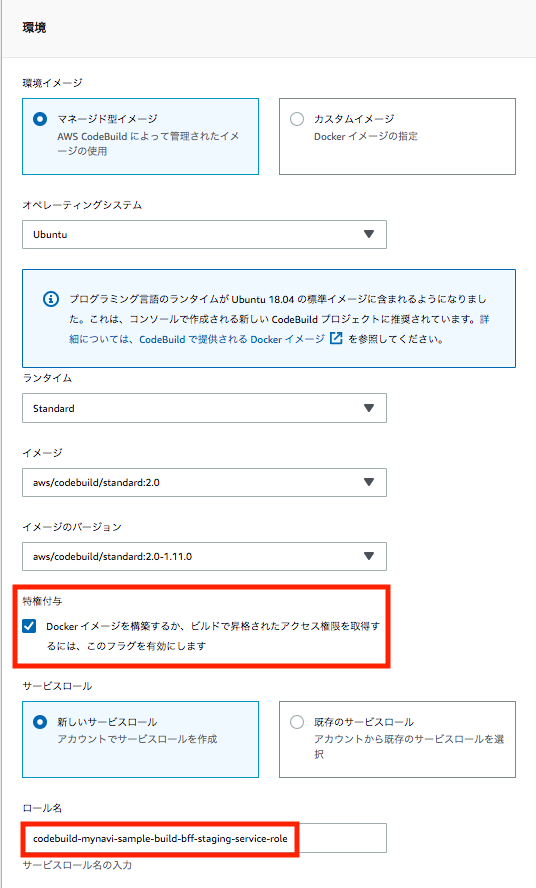 環境
環境イメージ
マネージド型イメージ
AWS CodeBuild によって管理されたイメ
ージの使用
カスタムイメージ
Docker イメージの指定
オペレーティングシステム
Ubuntu
プログラミング言語のランタイムが Ubuntu 18.04 の標準イメージに含まれるようになりまし
た。これは、コンソールで作成される新しい CodeBuild プロジェクトに推奨されています。詳
細については、CodeBuild で提供される Docker イメージ を参照してください。
ランタイム
Standard
イメージ
aws/codebuild/standard:2.0
イメージのバージョン
aws/codebuild/standard:2.0-1.11.0
特権付与
Docker イメージを構築するか、ビルドで昇格されたアクセス権限を取得す
るには、このフラグを有効にします
サービスロール
新しいサービスロール
アカウントでサービスロールを作成
既存のサービスロール
アカウントから既存のサービスロールを選
択
ロール名
codebuild-mynavi-sample-build-bff-staging-service-role
サービスロール名の入力